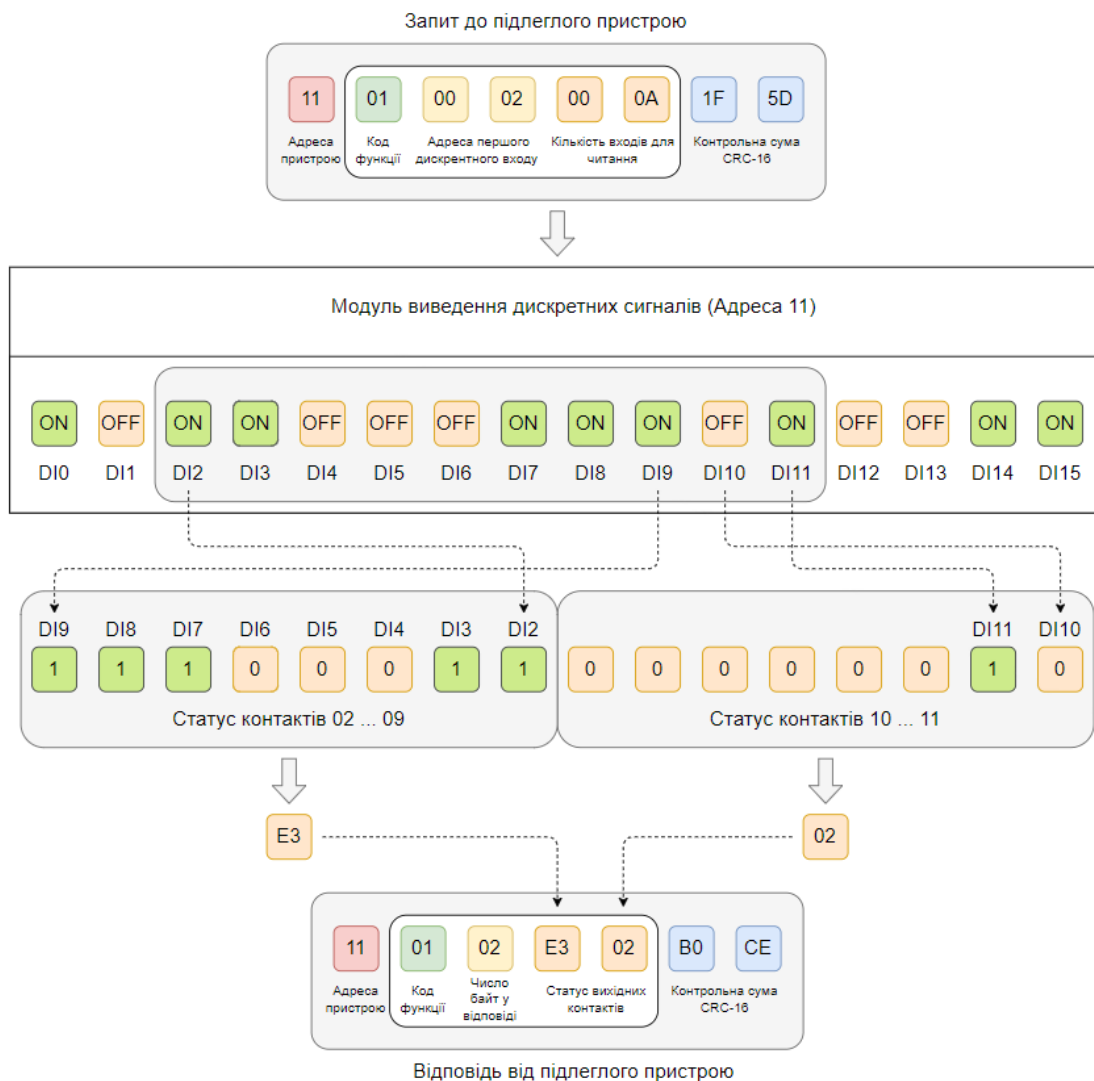 Запит до підлеглого пристрою
11 01 00 02 00 0A 1F 5D
Адреса Код Адреса першого Кількість входів для Контрольна сума
пристрою функції дискрентного входу читання CRC-16
Модуль виведення дискретних сигналів (Адреса 11)
ON OFF ON ON OFF OFF OFF ON ON ON OFF ON OFF OFF ON ON
DI0 DI1 DI2 DI3 DI4 DI5 DI6 DI7 DI8 DI9 DI10 DI11 DI12 DI13 DI14 DI15
DI9 DI8 DI7 DI6 DI5 DI4 DI3 DI2 DI11 DI10
1 1 1 0 0 0 1 1 0 0 0 0 0 0 1 0
Статус контактів 02 ... 09 Статус контактів 10 ... 11
E3 02
11 01 02 E3 02 B0 CE
Адреса Код Число Статус вихідних Контрольна сума
пристрою функції байт у контактів CRC-16
відповіді
Відповідь від підлеглого пристрою